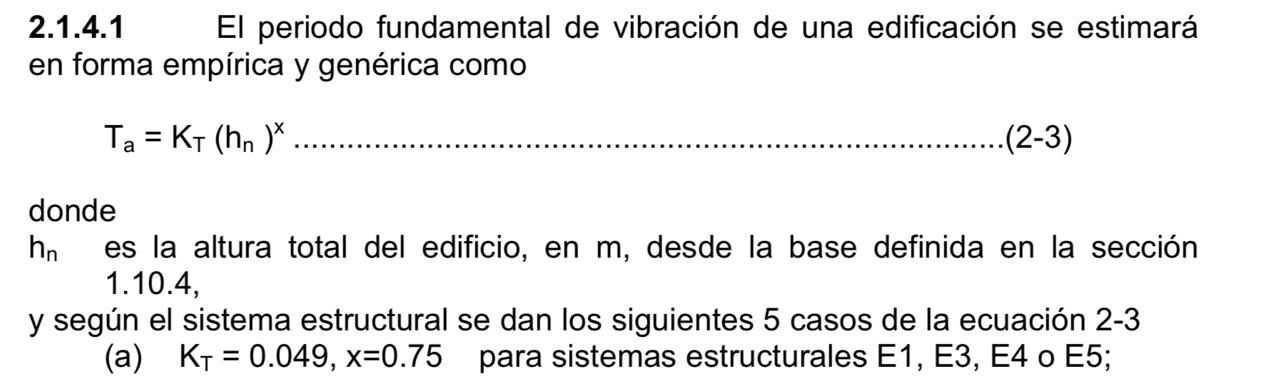 2.1.4.1 El periodo fundamental de vibración de una edificación se estimará
en forma empírica y genérica como
Tₐ = K_T (hₙ )ˣ ................................................................................(2-3)
donde
hₙ es la altura total del edificio, en m, desde la base definida en la sección
1.10.4,
y según el sistema estructural se dan los siguientes 5 casos de la ecuación 2-3
(a) K_T = 0.049, x=0.75 para sistemas estructurales E1, E3, E4 o E5;